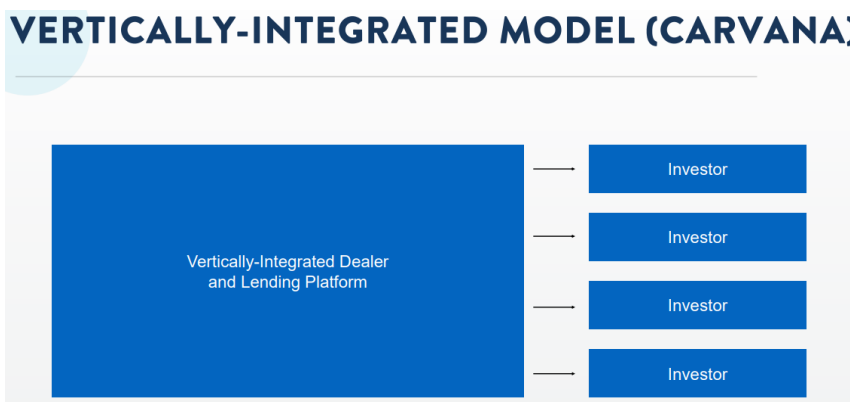 VERTICALLY-INTEGRATED MODEL (CARVANA)
Vertically-Integrated Dealer
and Lending Platform
Investor
Investor
Investor
Investor